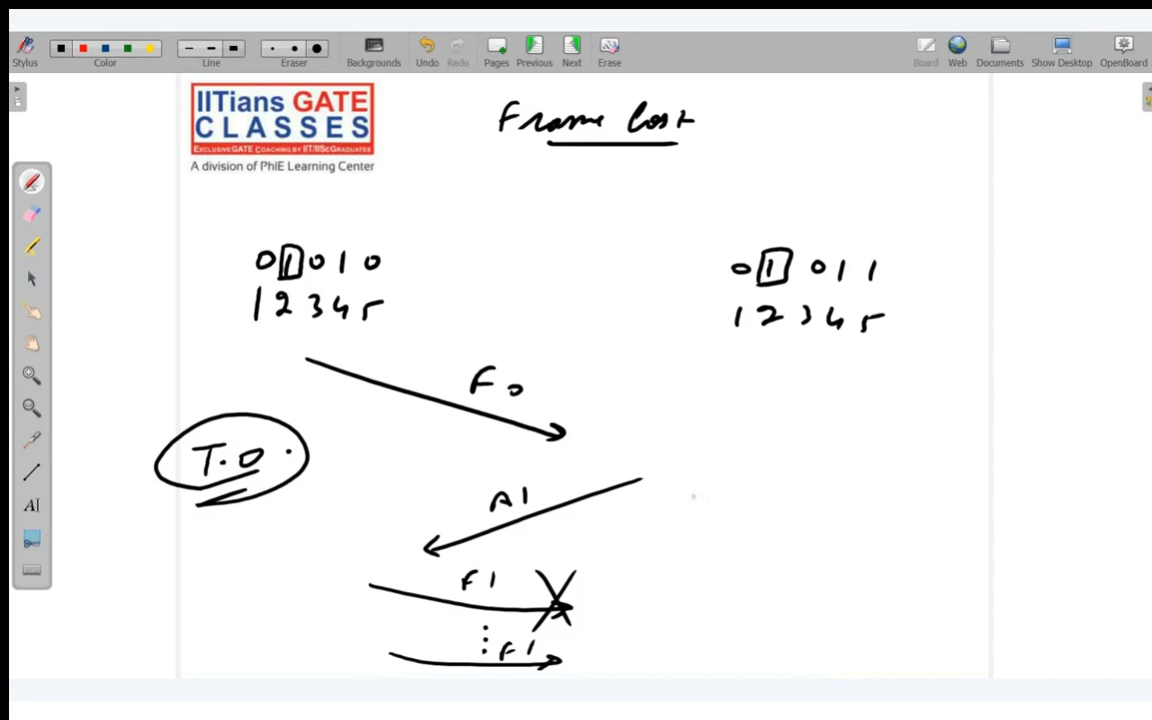 Stylus
Color
Line
Eraser
Backgrounds
Undo Redo
Pages Previous Next Erase
Board Web Documents Show Desktop OpenBoard
IITians GATE
CLASSES
EXCLUSIVE GATE COACHING BY IIT/IISc GRADUATES
A division of PhIE Learning Center
Frame Lost
0 1 0 1 0
1 2 3 4 5
0 1 0 1 1
1 2 3 4 5
F0
T.O.
A1
F1
F1
AI